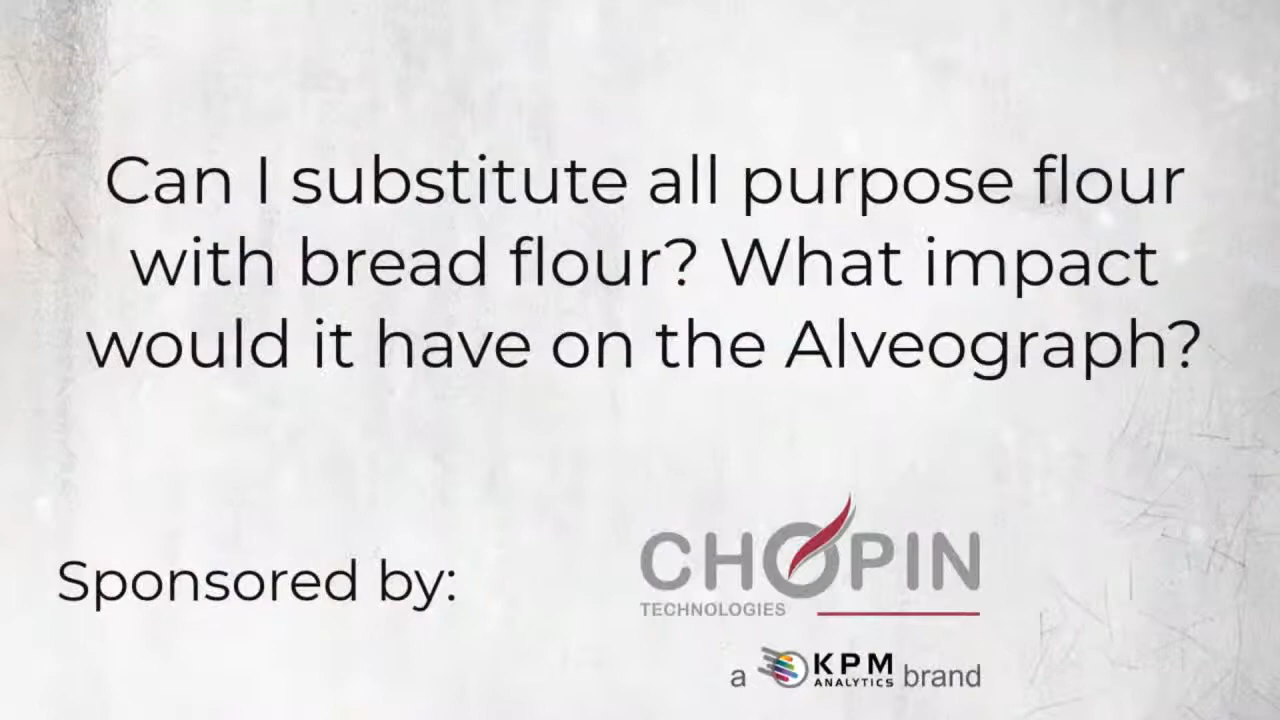 Can I substitute all purpose flour
with bread flour? What impact
would it have on the Alveograph?
Sponsored by:
CHOPIN
TECHNOLOGIES
a KPM ANALYTICS brand